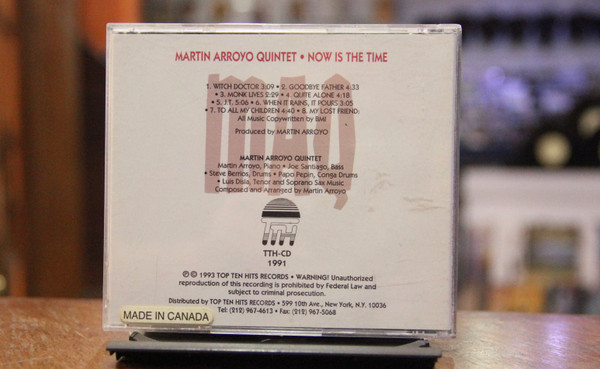 MARTIN ARROYO QUINTET • NOW IS THE TIME
1. WITCH DOCTOR 3:09 • 2. GOODBYE FATHER 4:33
• 3. MONK LIVES 2:29 • 4. QUITE ALONE 4:18
• 5. J.T. 5:06 • 6. WHEN IT RAINS, IT POURS 3:05
• 7. TO ALL MY CHILDREN 4:40 • 8. MY LOST FRIEND:
All Music Copywritten by BMI
Produced by MARTIN ARROYO
MARTIN ARROYO QUINTET
Martin Arroyo, Piano • Joe Santiago, Bass
• Steve Berrios, Drums • Papo Pepin, Conga Drums
• Luis Disla, Tenor and Soprano Sax Music
Composed and Arranged by Martin Arroyo
TTH
TTH-CD
1991
℗ © 1993 TOP TEN HITS RECORDS • WARNING! Unauthorized
reproduction of this recording is prohibited by Federal Law and
subject to criminal prosecution.
Distributed by TOP TEN HITS RECORDS • 599 10th Ave., New York, N.Y. 10036
Tel: (212) 967-4613 • Fax: (212) 967-5068
MADE IN CANADA